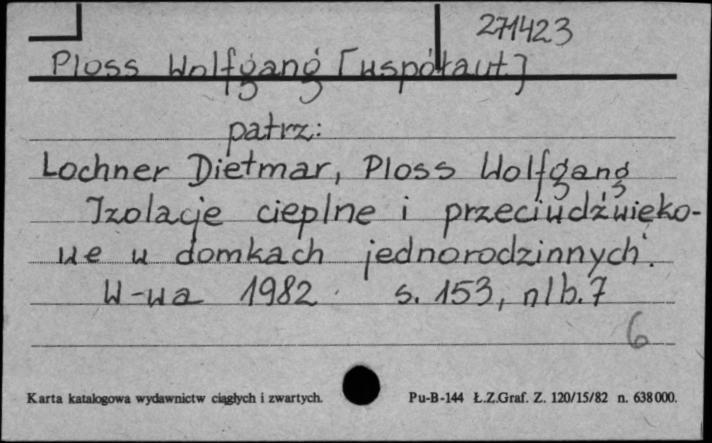 271423
Ploss Wolfgang [współaut]
patrz:
Lochner Dietmar, Ploss Wolfgang
Izolacje cieplne i przeciwdźwięko-
we w domkach jednorodzinnych.
W-wa 1982. s. 153, nlb. 7
6
Karta katalogowa wydawnictw ciągłych i zwartych. Pu-B-144 Ł.Z.Graf. Z. 120/15/82 n. 638000.